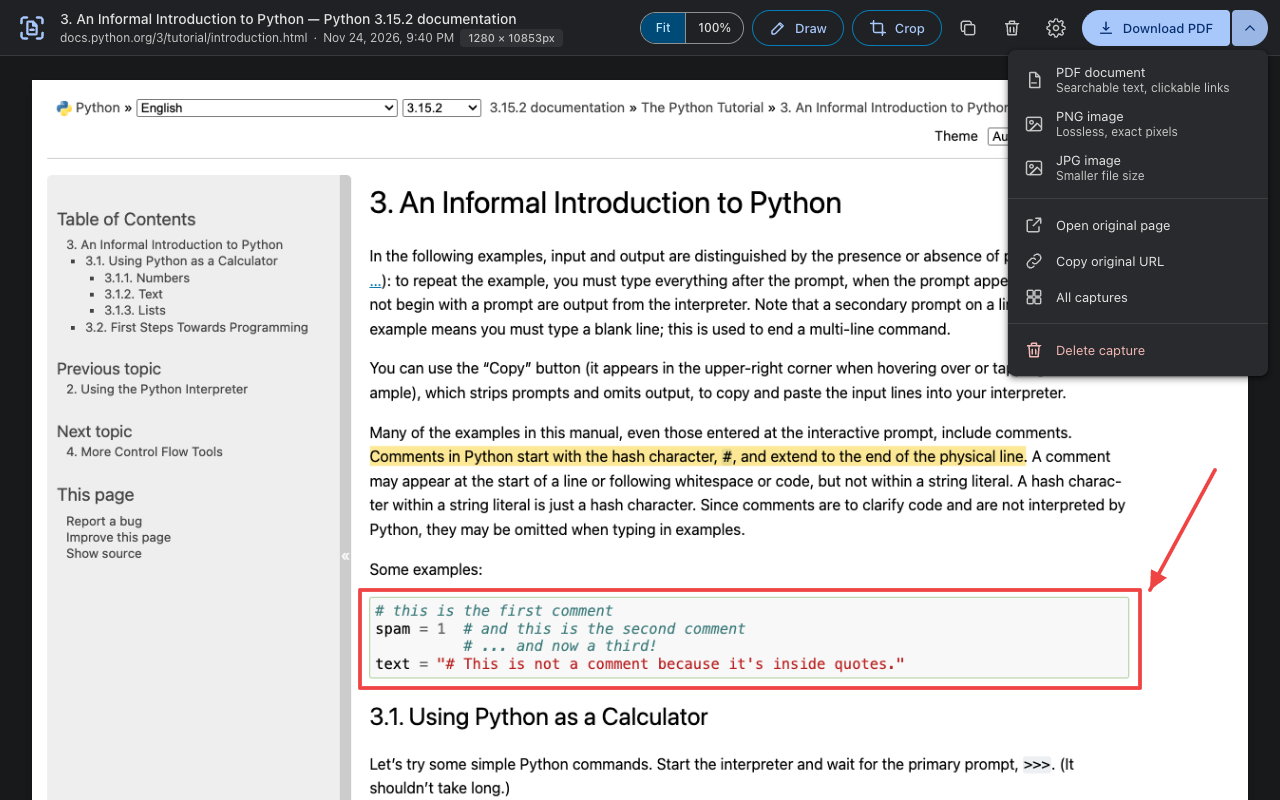 3. An Informal Introduction to Python — Python 3.15.2 documentation
docs.python.org/3/tutorial/introduction.html · Nov 24, 2026, 9:40 PM 1280 × 10853px
Fit 100% Draw Crop Download PDF
PDF document
Searchable text, clickable links
PNG image
Lossless, exact pixels
JPG image
Smaller file size
Open original page
Copy original URL
All captures
Delete capture
Python » English 3.15.2 3.15.2 documentation » The Python Tutorial » 3. An Informal Introduction to Python
Theme Au
Table of Contents
3. An Informal Introduction to Python
3.1. Using Python as a Calculator
3.1.1. Numbers
3.1.2. Text
3.1.3. Lists
3.2. First Steps Towards Programming
Previous topic
2. Using the Python Interpreter
Next topic
4. More Control Flow Tools
This page
Report a bug
Improve this page
Show source
«
3. An Informal Introduction to Python
In the following examples, input and output are distinguished by the presence or absence of
...): to repeat the example, you must type everything after the prompt, when the prompt
not begin with a prompt are output from the interpreter. Note that a secondary prompt on a
example means you must type a blank line; this is used to end a multi-line command.
You can use the “Copy” button (it appears in the upper-right corner when hovering over or
ample), which strips prompts and omits output, to copy and paste the input lines into your interpreter.
Many of the examples in this manual, even those entered at the interactive prompt, include comments.
Comments in Python start with the hash character, #, and extend to the end of the physical line. A comment
may appear at the start of a line or following whitespace or code, but not within a string literal. A hash charac-
ter within a string literal is just a hash character. Since comments are to clarify code and are not interpreted by
Python, they may be omitted when typing in examples.
Some examples:
# this is the first comment
spam = 1 # and this is the second comment
# ... and now a third!
text = "# This is not a comment because it's inside quotes."
3.1. Using Python as a Calculator
Let’s try some simple Python commands. Start the interpreter and wait for the primary prompt, >>>. (It
shouldn’t take long.)